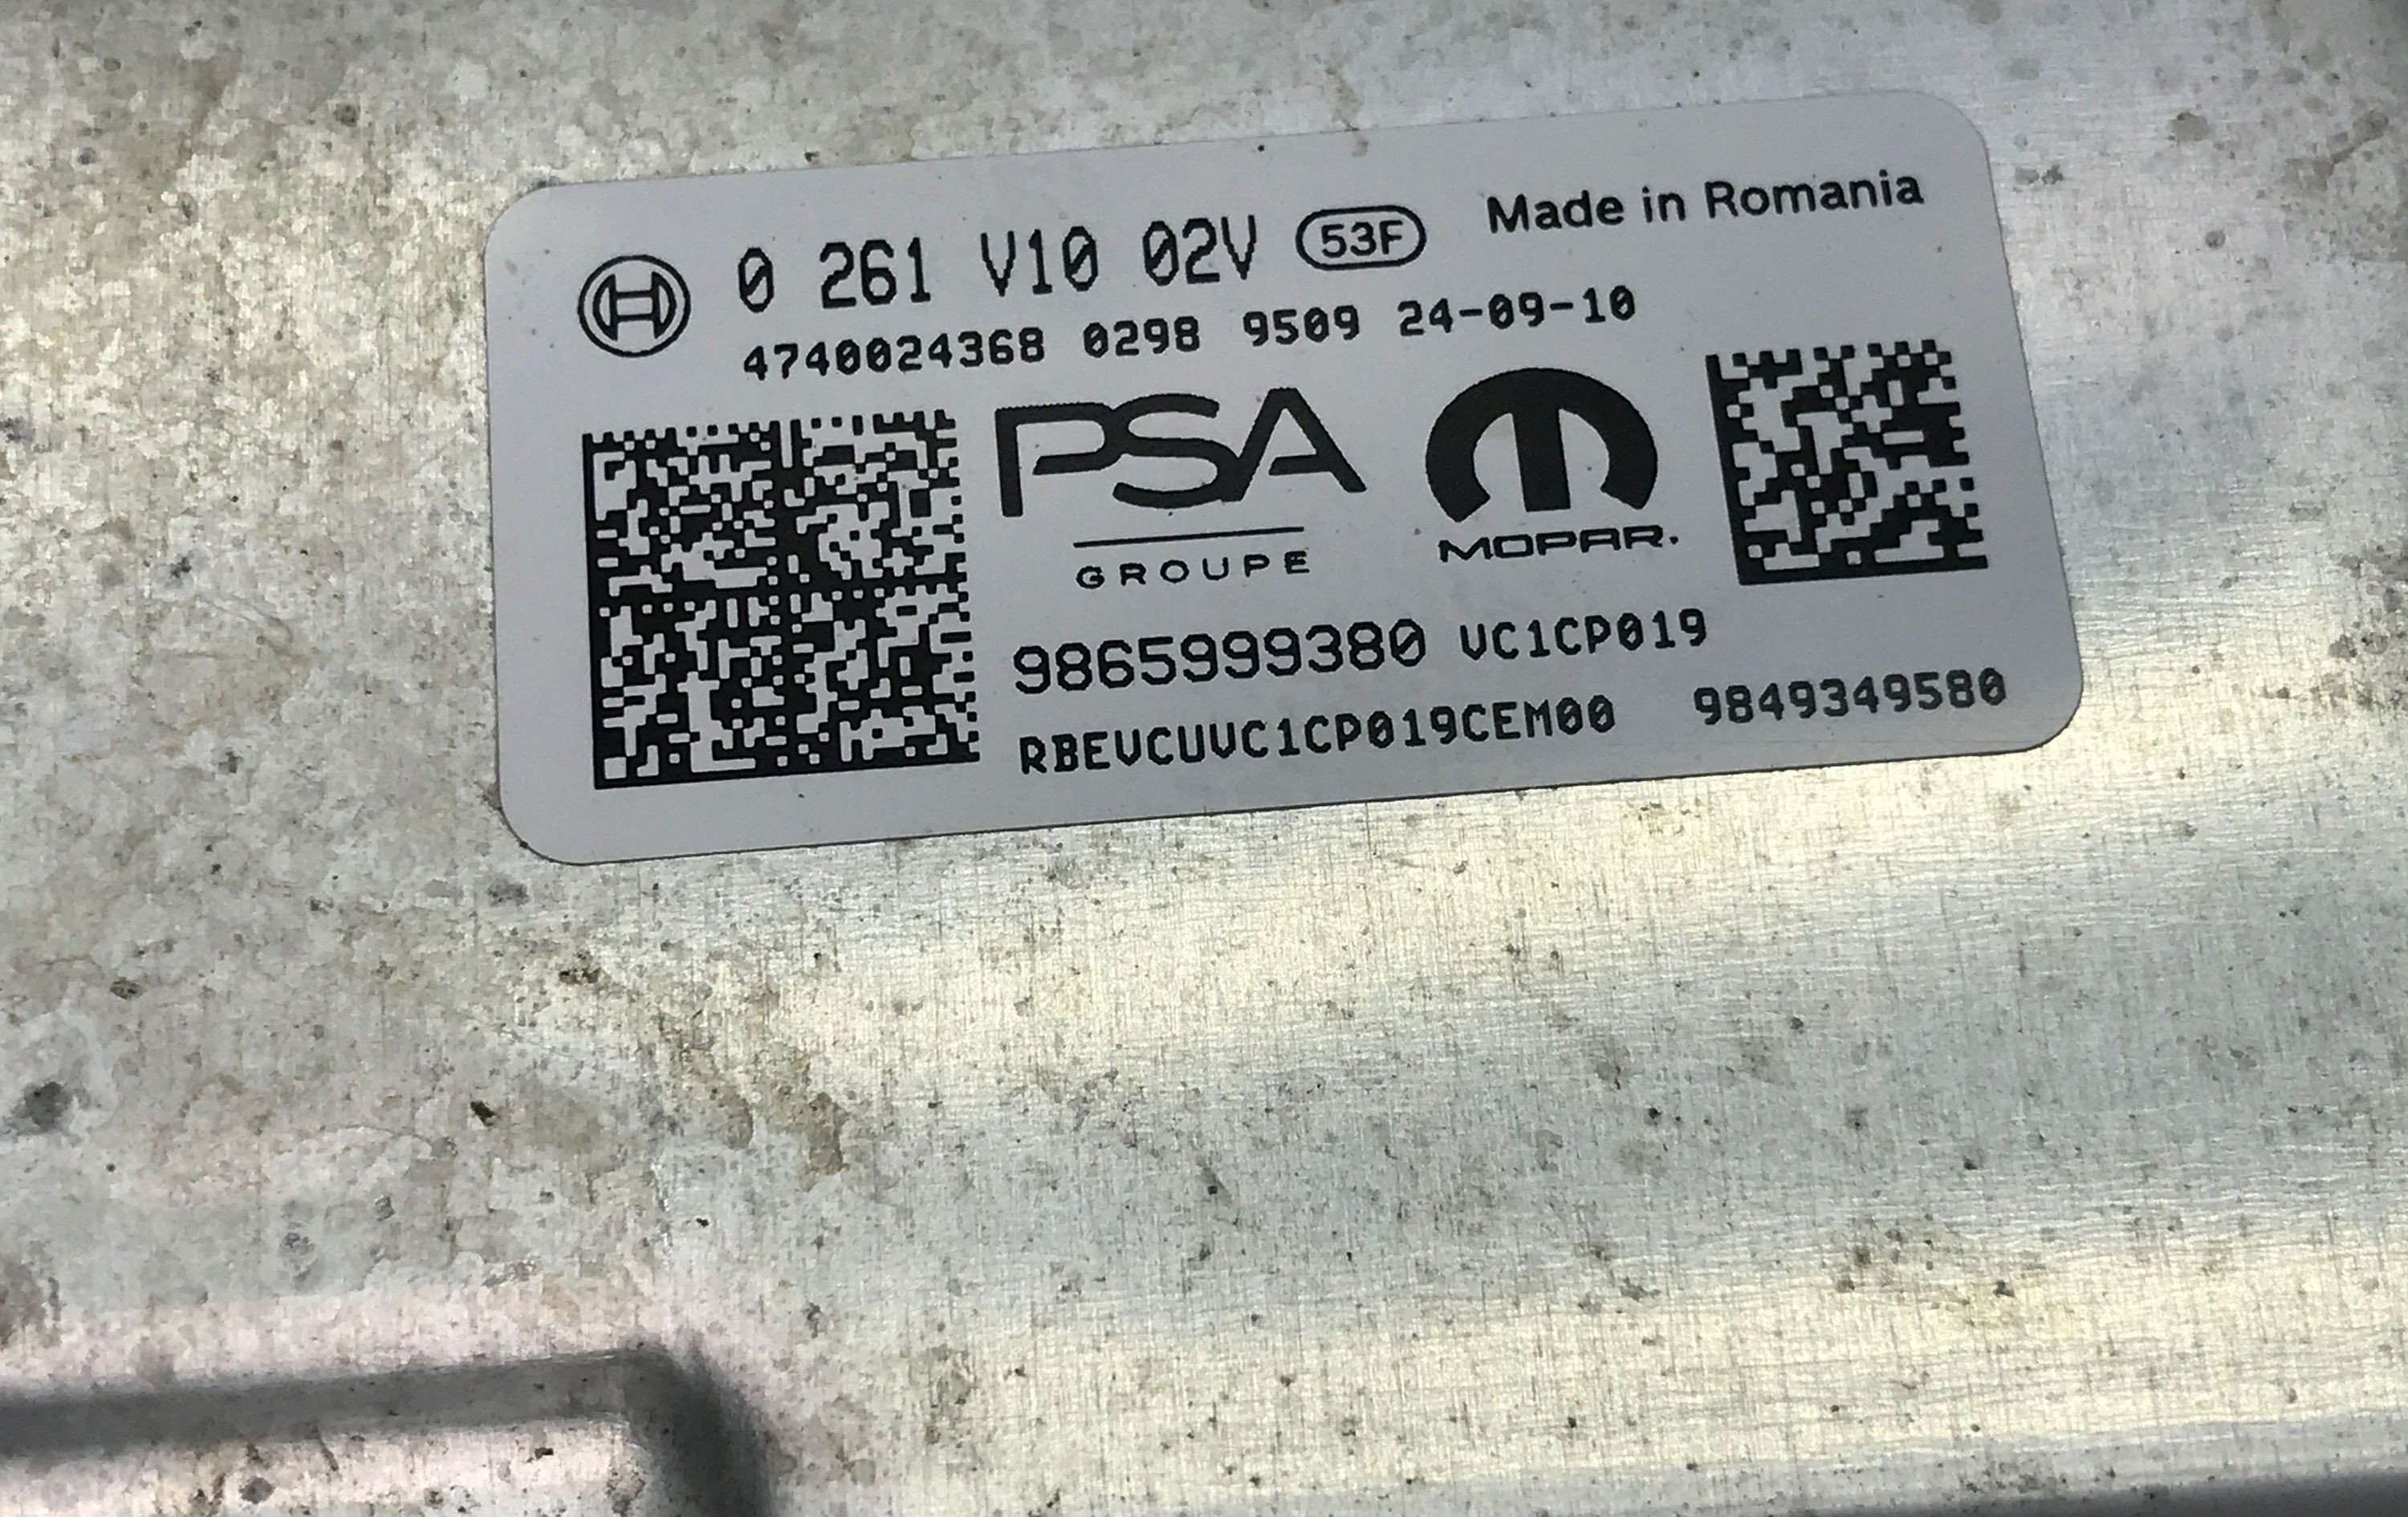 0 261 V10 02V 53F Made in Romania
4740024368 0298 9509 24-09-10
PSA
GROUPE
MOPAR.
9865999380 VC1CP019
RBEVCUVC1CP019CEM00 9849349580